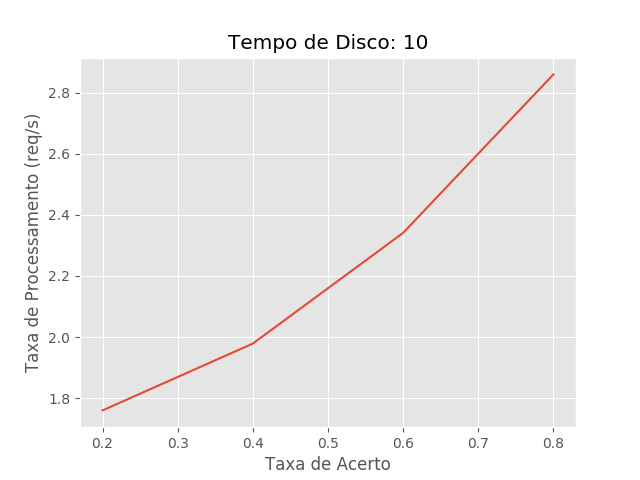 Tempo de Disco: 10
Taxa de Processamento (req/s)
2.8
2.6
2.4
2.2
2.0
1.8
0.2 0.3 0.4 0.5 0.6 0.7 0.8
Taxa de Acerto